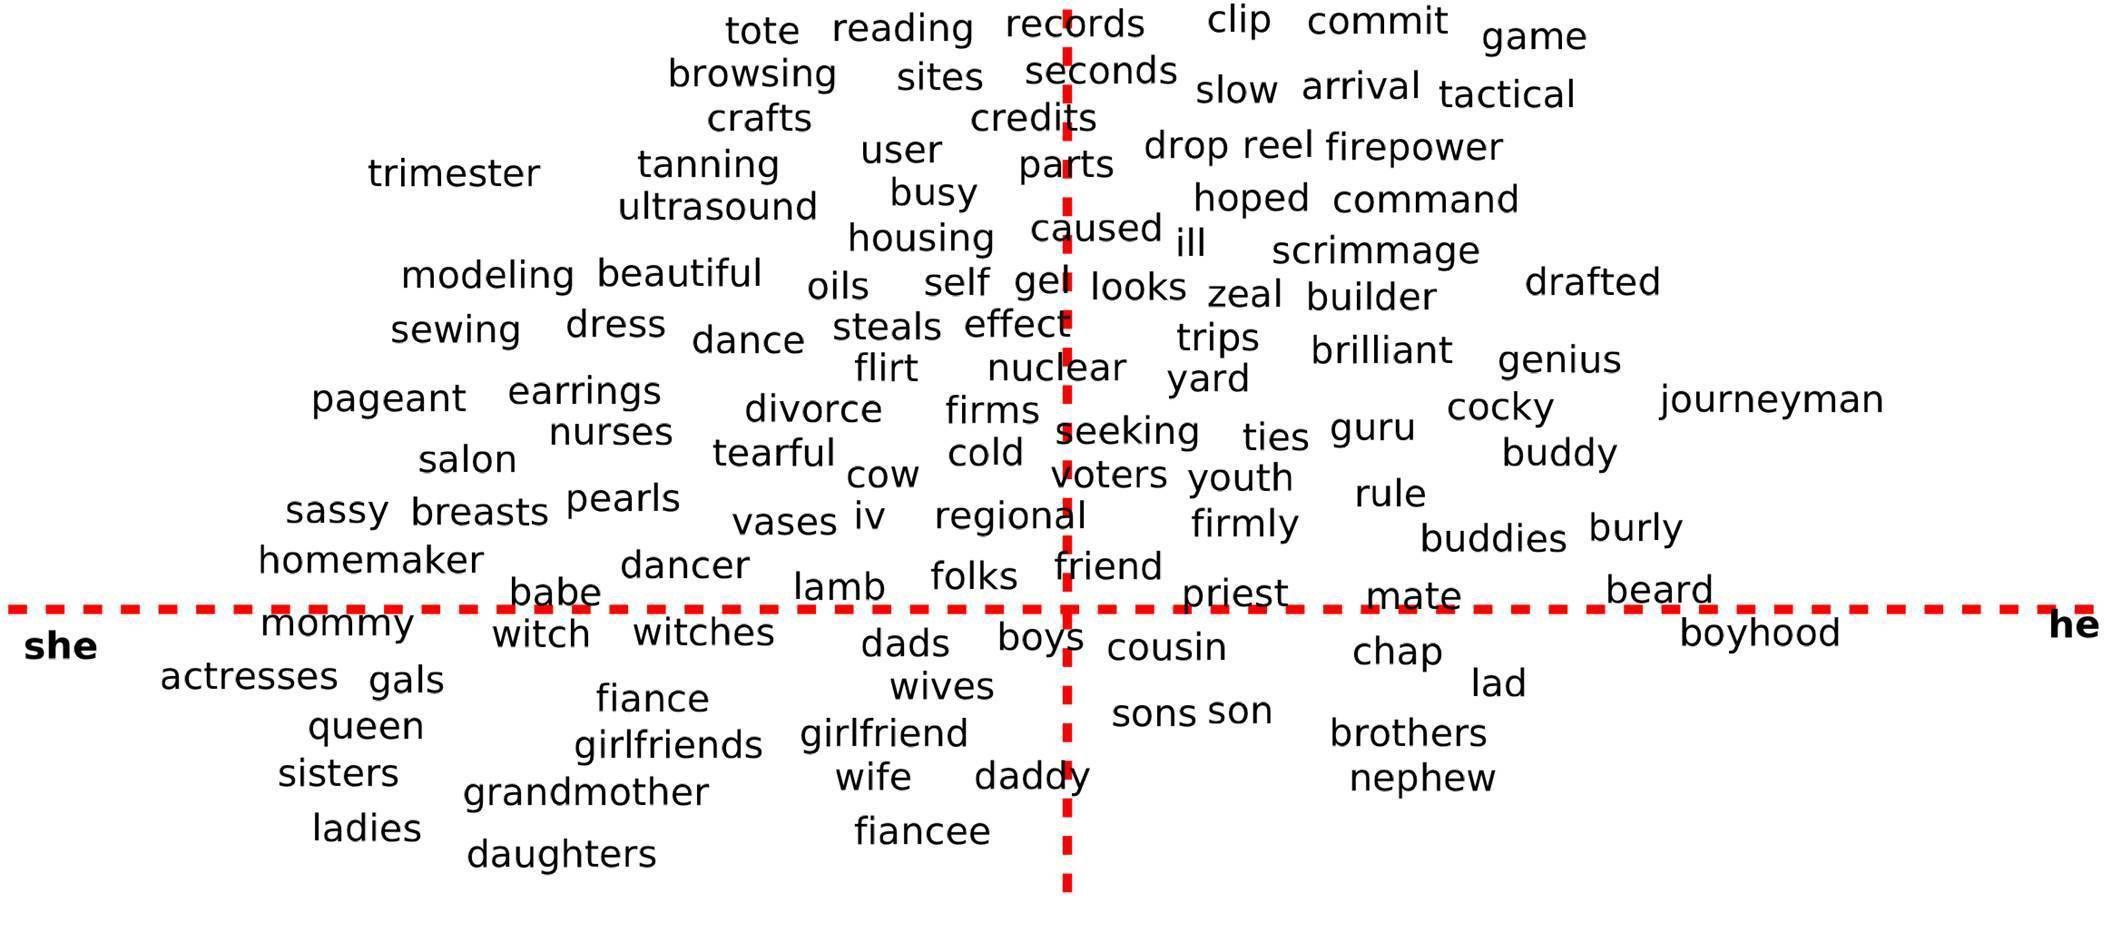 tote reading records clip commit game
browsing sites seconds slow arrival tactical
crafts credits
trimester tanning user parts drop reel firepower
ultrasound busy hoped command
housing caused ill scrimmage
modeling beautiful oils self gel looks zeal builder drafted
sewing dress dance steals effect trips brilliant genius
flirt nuclear yard
pageant earrings divorce firms cocky journeyman
nurses tearful cold seeking ties guru buddy
salon cow voters youth rule
sassy breasts pearls vases iv regional firmly buddies burly
homemaker dancer lamb folks friend
babe priest mate beard
mommy witch witches dads boys cousin chap boyhood he
she
actresses gals fiance wives lad
queen girlfriends girlfriend sons son brothers
sisters grandmother wife daddy nephew
ladies daughters fiancee